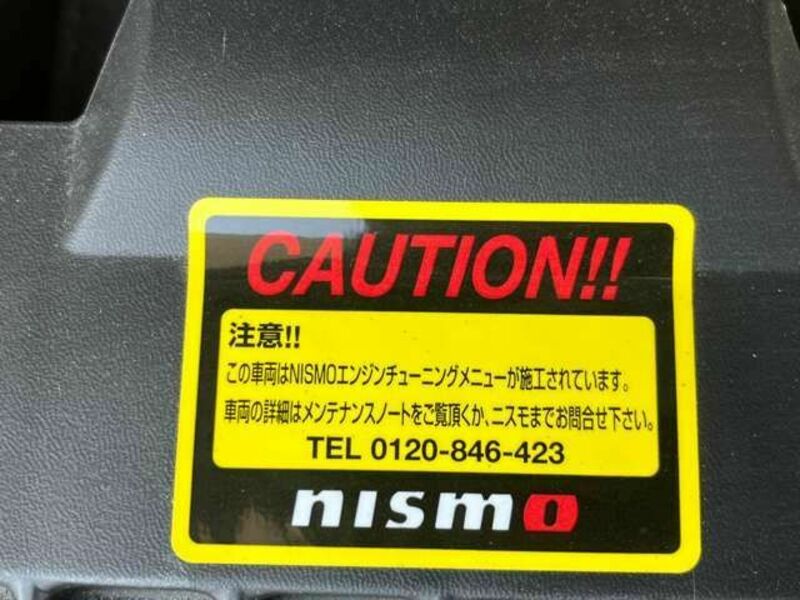 CAUTION!!
注意!!
この車両はNISMOエンジンチューニングメニューが施工されています。
車両の詳細はメンテナンスノートをご覧頂くか、ニスモまでお問合せ下さい。
TEL 0120-846-423
nismo